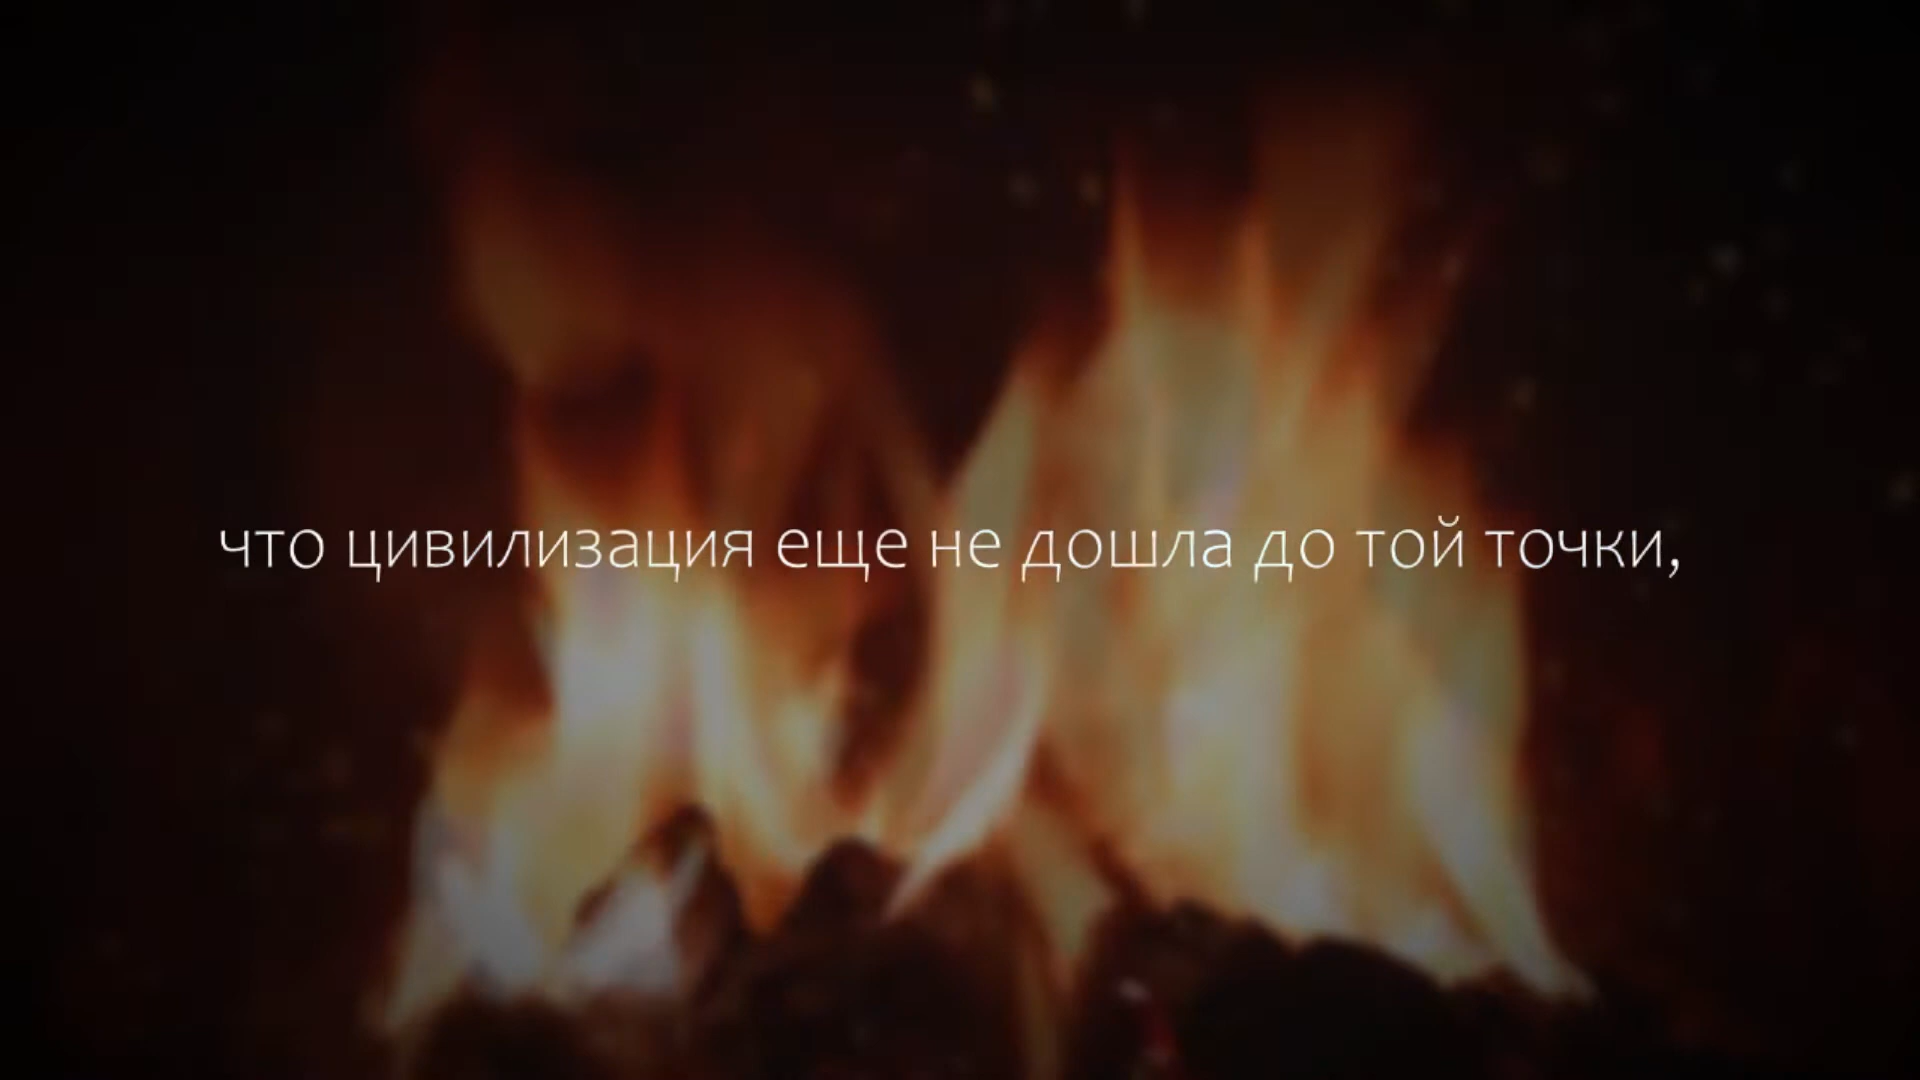 что цивилизация еще не дошла до той точки,